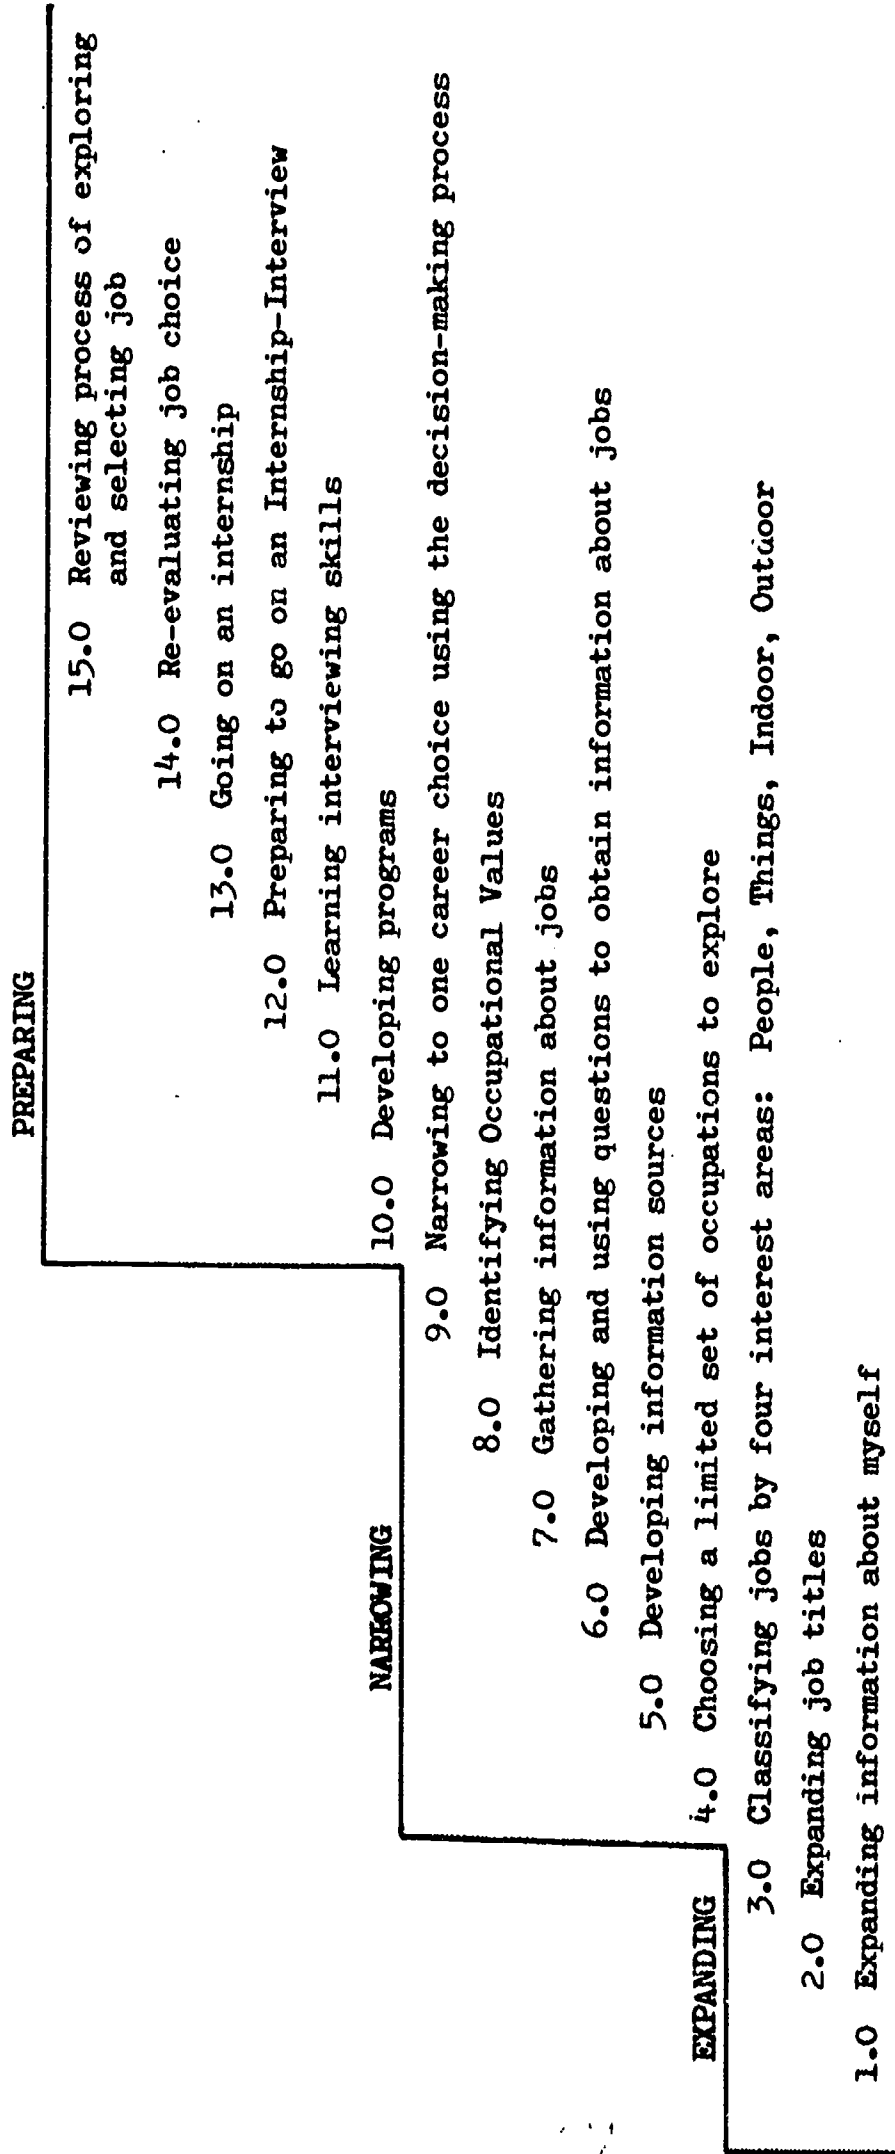 PREPARING
15.0 Reviewing process of exploring
and selecting job
14.0 Re-evaluating job choice
13.0 Going on an internship
12.0 Preparing to go on an Internship-Interview
11.0 Learning interviewing skills
10.0 Developing programs
NARROWING
9.0 Narrowing to one career choice using the decision-making process
8.0 Identifying Occupational Values
7.0 Gathering information about jobs
6.0 Developing and using questions to obtain information about jobs
5.0 Developing information sources
4.0 Choosing a limited set of occupations to explore
EXPANDING
3.0 Classifying jobs by four interest areas: People, Things, Indoor, Outdoor
2.0 Expanding job titles
1.0 Expanding information about myself